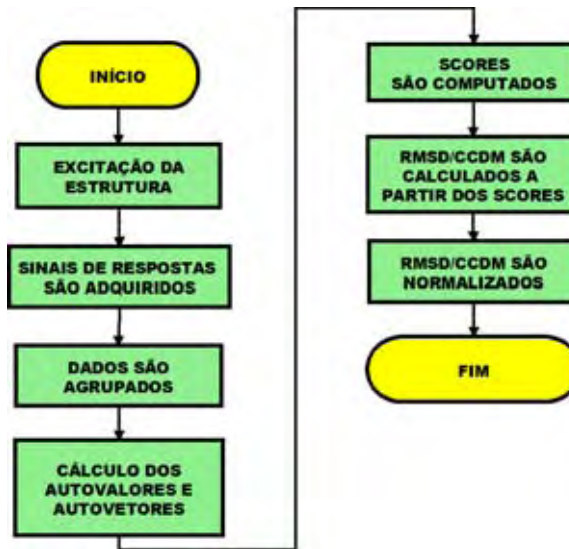 INÍCIO
EXCITAÇÃO DA
ESTRUTURA
SINAIS DE RESPOSTAS
SÃO ADQUIRIDOS
DADOS SÃO
AGRUPADOS
CÁLCULO DOS
AUTOVALORES E
AUTOVETORES
SCORES
SÃO COMPUTADOS
RMSD/CCDM SÃO
CALCULADOS A
PARTIR DOS SCORES
RMSD/CCDM SÃO
NORMALIZADOS
FIM